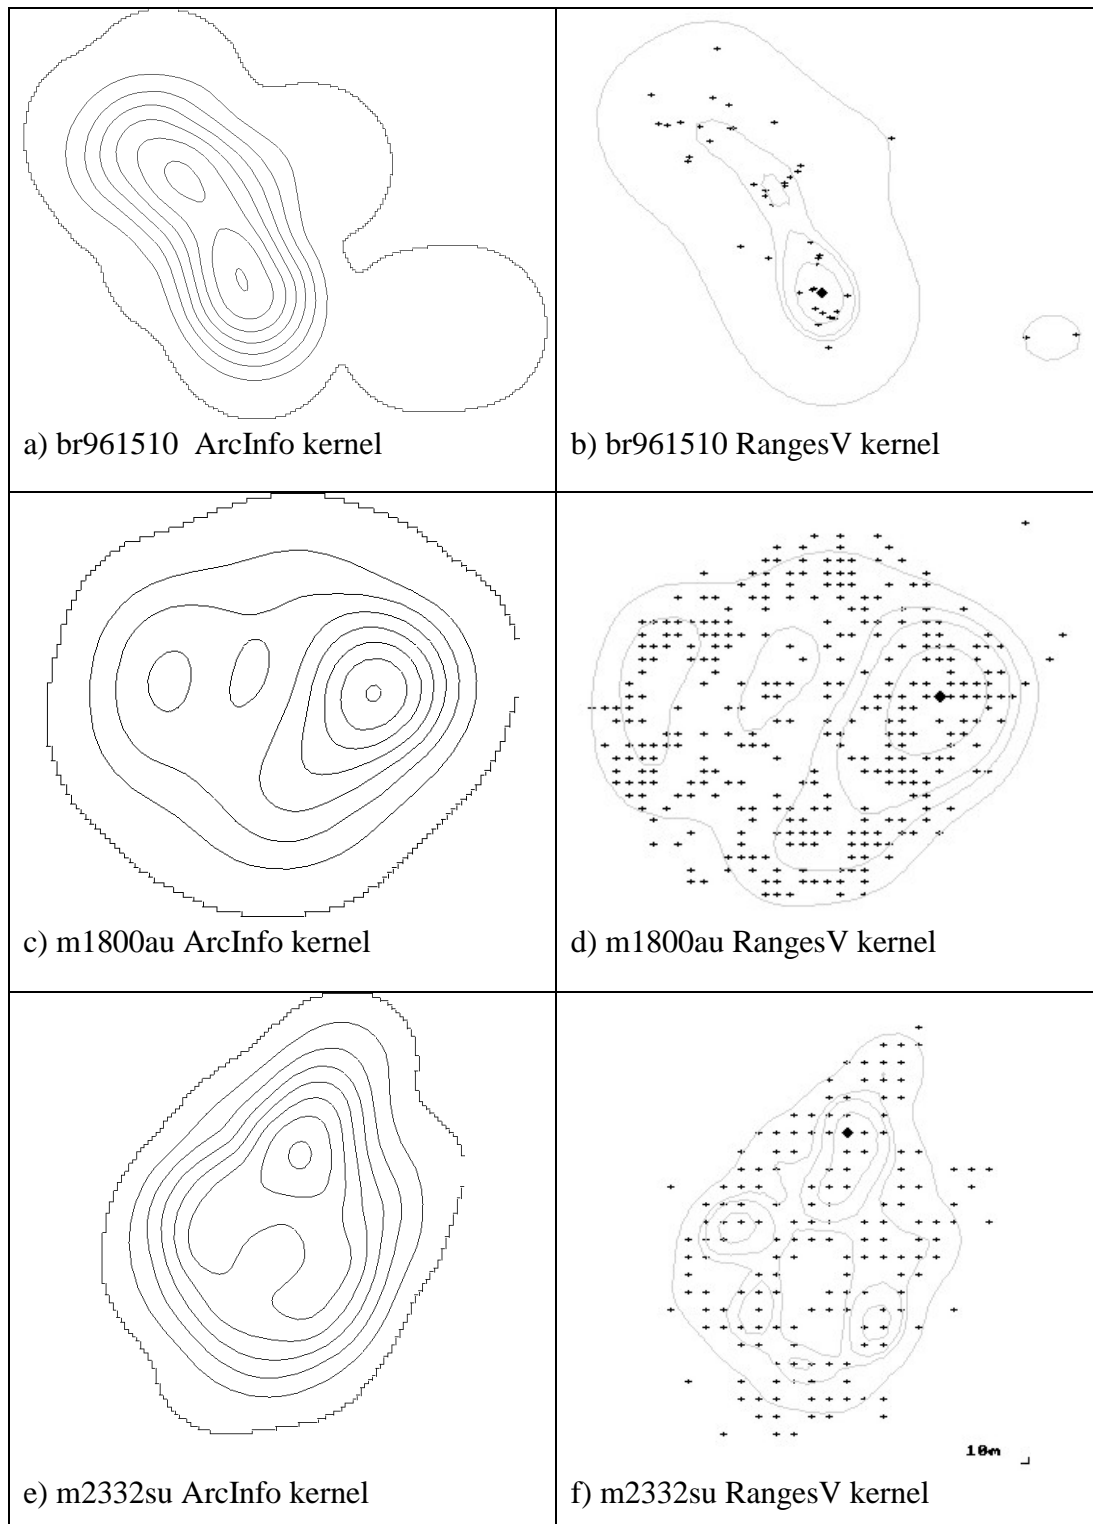 a) br961510  ArcInfo kernel
b) br961510 RangesV kernel
c) m1800au ArcInfo kernel
d) m1800au RangesV kernel
10m
e) m2332su ArcInfo kernel
f) m2332su RangesV kernel